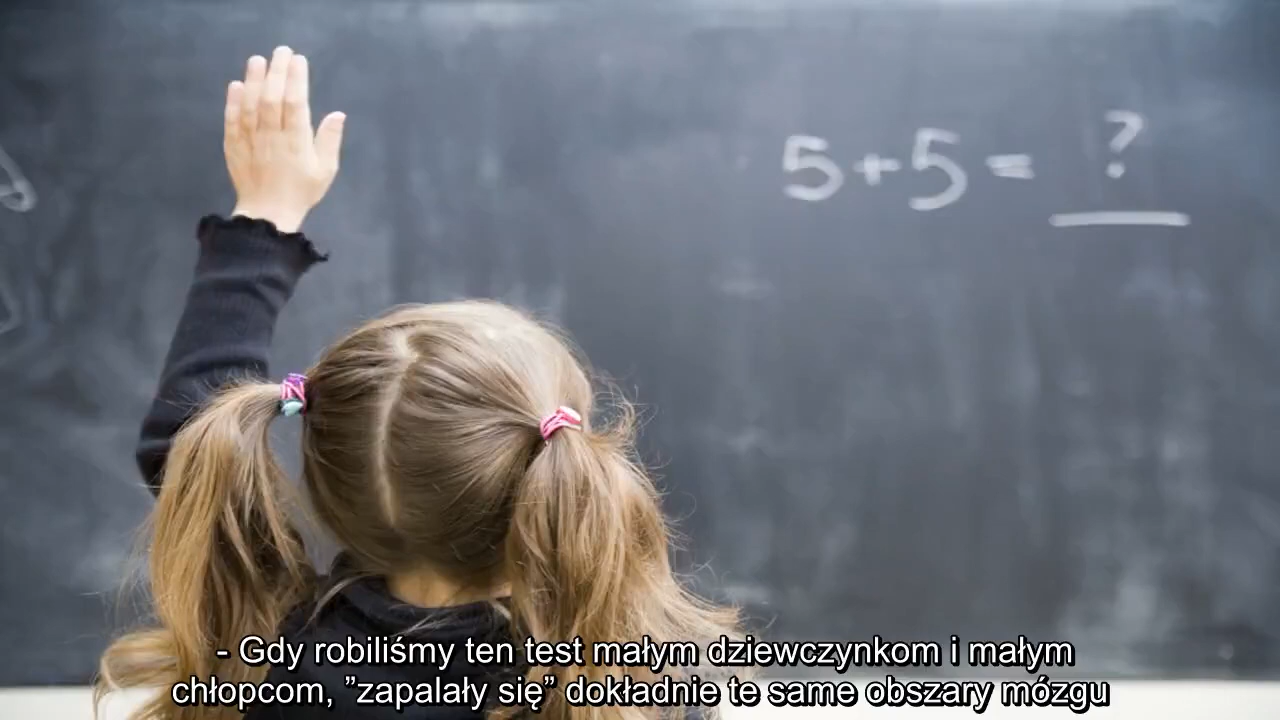 5+5= ?
- Gdy robiliśmy ten test małym dziewczynkom i małym
chłopcom, ”zapalały się” dokładnie te same obszary mózgu